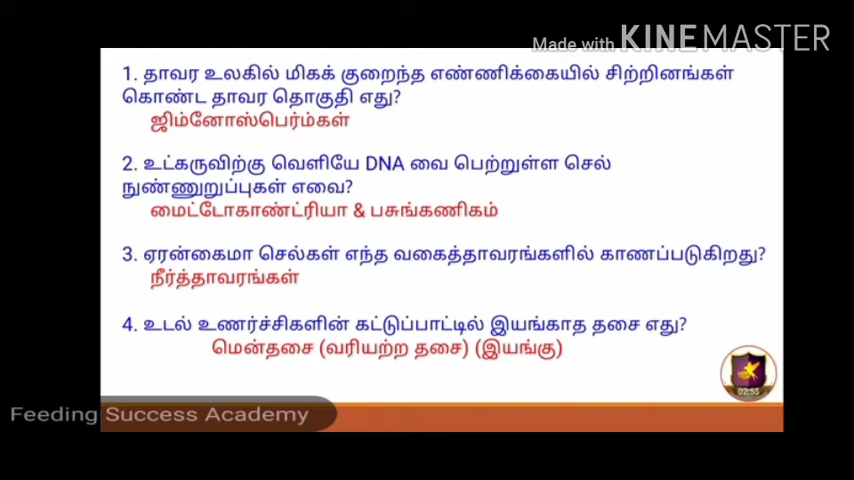 Made with KINEMASTER
1. தாவர உலகில் மிகக் குறைந்த எண்ணிக்கையில் சிற்றினங்கள்
கொண்ட தாவர தொகுதி எது?
ஜிம்னோஸ்பெர்ம்கள்
2. உட்கருவிற்கு வெளியே DNA வை பெற்றுள்ள செல்
நுண்ணுறுப்புகள் எவை?
மைட்டோகாண்ட்ரியா & பசுங்கணிகம்
3. ஏரன்கைமா செல்கள் எந்த வகைத்தாவரங்களில் காணப்படுகிறது?
நீர்த்தாவரங்கள்
4. உடல் உணர்ச்சிகளின் கட்டுப்பாட்டில் இயங்காத தசை எது?
மென்தசை (வரியற்ற தசை) (இயங்கு)
02:55
Feeding Success Academy